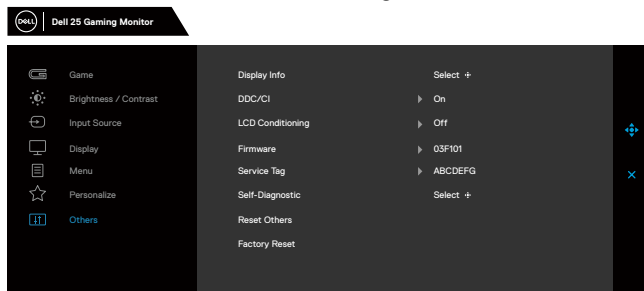 DELL Dell 25 Gaming Monitor
Game
Brightness / Contrast
Input Source
Display
Menu
Personalize
Others
Display Info Select
DDC/CI On
LCD Conditioning Off
Firmware 03F101
Service Tag ABCDEFG
Self-Diagnostic Select
Reset Others
Factory Reset